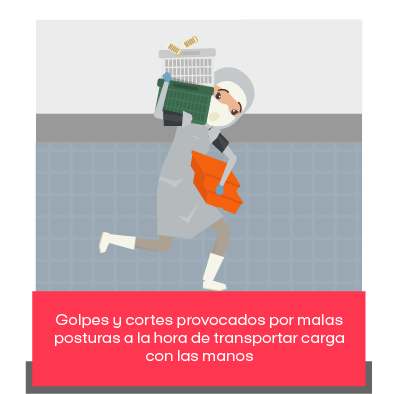 Golpes y cortes provocados por malas
posturas a la hora de transportar carga
con las manos